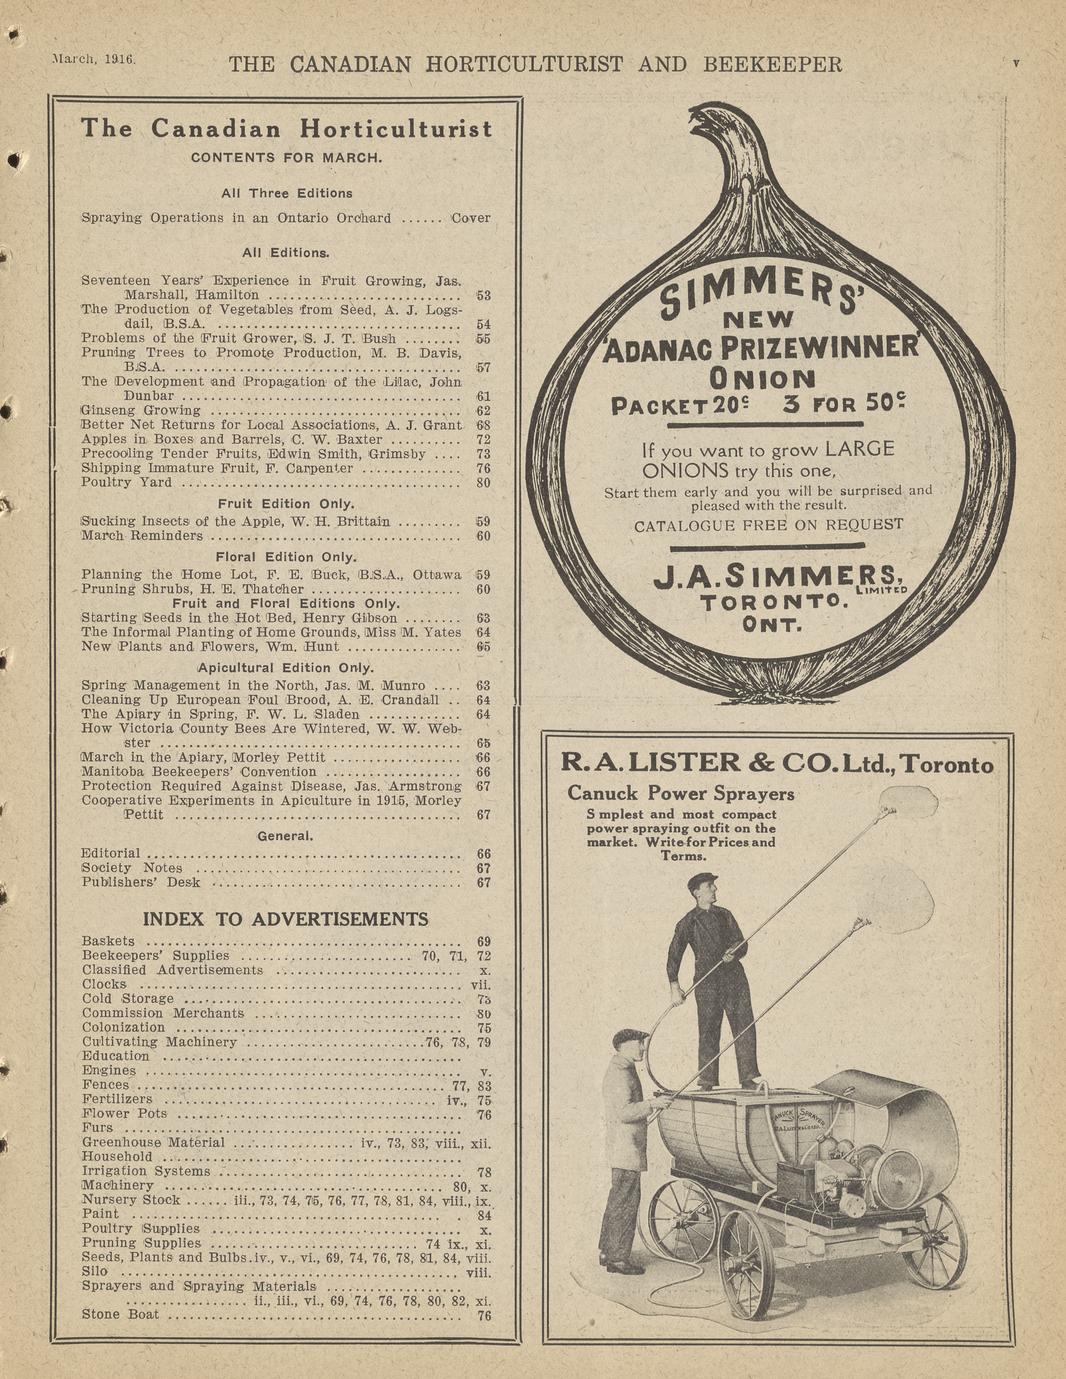 March, 1916.
THE CANADIAN HORTICULTURIST AND BEEKEEPER
v
The Canadian Horticulturist
CONTENTS FOR MARCH.
All Three Editions
Spraying Operations in an Ontario Orchard ...... Cover
All Editions.
Seventeen Years' Experience in Fruit Growing, Jas.
Marshall, Hamilton .......................... 53
The Production of Vegetables from Seed, A. J. Logs-
dail, B.S.A. ................................ 54
Problems of the Fruit Grower, S. J. T. Bush ........ 55
Pruning Trees to Promote Production, M. B. Davis,
B.S.A. ...................................... 57
The Development and Propagation of the Lilac, John
Dunbar ...................................... 61
Ginseng Growing .................................. 62
Better Net Returns for Local Associations, A. J. Grant 68
Apples in Boxes and Barrels, C. W. Baxter .......... 72
Precooling Tender Fruits, Edwin Smith, Grimsby .... 73
Shipping Immature Fruit, F. Carpenter ............. 76
Poultry Yard ..................................... 80
Fruit Edition Only.
Sucking Insects of the Apple, W. H. Brittain ......... 59
March Reminders .................................. 60
Floral Edition Only.
Planning the Home Lot, F. E. Buck, B.S.A., Ottawa 59
Pruning Shrubs, H. E. Thatcher .................... 60
Fruit and Floral Editions Only.
Starting Seeds in the Hot Bed, Henry Gibson ........ 63
The Informal Planting of Home Grounds, Miss M. Yates 64
New Plants and Flowers, Wm. Hunt ............... 65
Apicultural Edition Only.
Spring Management in the North, Jas. M. Munro .... 63
Cleaning Up European Foul Brood, A. E. Crandall .. 64
The Apiary in Spring, F. W. L. Sladen ............ 64
How Victoria County Bees Are Wintered, W. W. Web-
ster ........................................ 65
March in the Apiary, Morley Pettit ................. 66
Manitoba Beekeepers' Convention ................... 66
Protection Required Against Disease, Jas. Armstrong 67
Cooperative Experiments in Apiculture in 1915, Morley
Pettit ...................................... 67
General.
Editorial .......................................... 66
Society Notes ..................................... 67
Publishers' Desk .................................. 67
INDEX TO ADVERTISEMENTS
Baskets .......................................... 69
Beekeepers' Supplies ...................... 70, 71, 72
Classified Advertisements ........................ x.
Clocks ........................................... vii.
Cold Storage ..................................... 73
Commission Merchants ............................. 80
Colonization ..................................... 75
Cultivating Machinery .......................76, 78, 79
Education .......................................
Engines .......................................... v.
Fences ....................................... 77, 83
Fertilizers .................................. iv., 75
Flower Pots ...................................... 76
Furs .............................................
Greenhouse Material ............... iv., 73, 83, viii., xii.
Household .......................................
Irrigation Systems ............................... 78
Machinery .................................... 80, x.
Nursery Stock ...... iii., 73, 74, 75, 76, 77, 78, 81, 84, viii., ix.
Paint ............................................ 84
Poultry Supplies ................................. x.
Pruning Supplies .......................... 74 ix., xi.
Seeds, Plants and Bulbs.iv., v., vi., 69, 74, 76, 78, 81, 84, viii.
Silo ............................................. viii.
Sprayers and Spraying Materials .................
................ ii., iii., vi., 69, 74, 76, 78, 80, 82, xi.
Stone Boat ....................................... 76
SIMMERS'
NEW
'ADANAC PRIZEWINNER'
ONION
PACKET 20c 3 FOR 50c
If you want to grow LARGE
ONIONS try this one,
Start them early and you will be surprised and
pleased with the result.
CATALOGUE FREE ON REQUEST
J.A. SIMMERS,
LIMITED
TORONTO.
ONT.
R. A. LISTER & CO. Ltd., Toronto
Canuck Power Sprayers
S mplest and most compact
power spraying outfit on the
market. Write for Prices and
Terms.
CANUCK SPRAYER
R.A. LISTER & CO LTD.